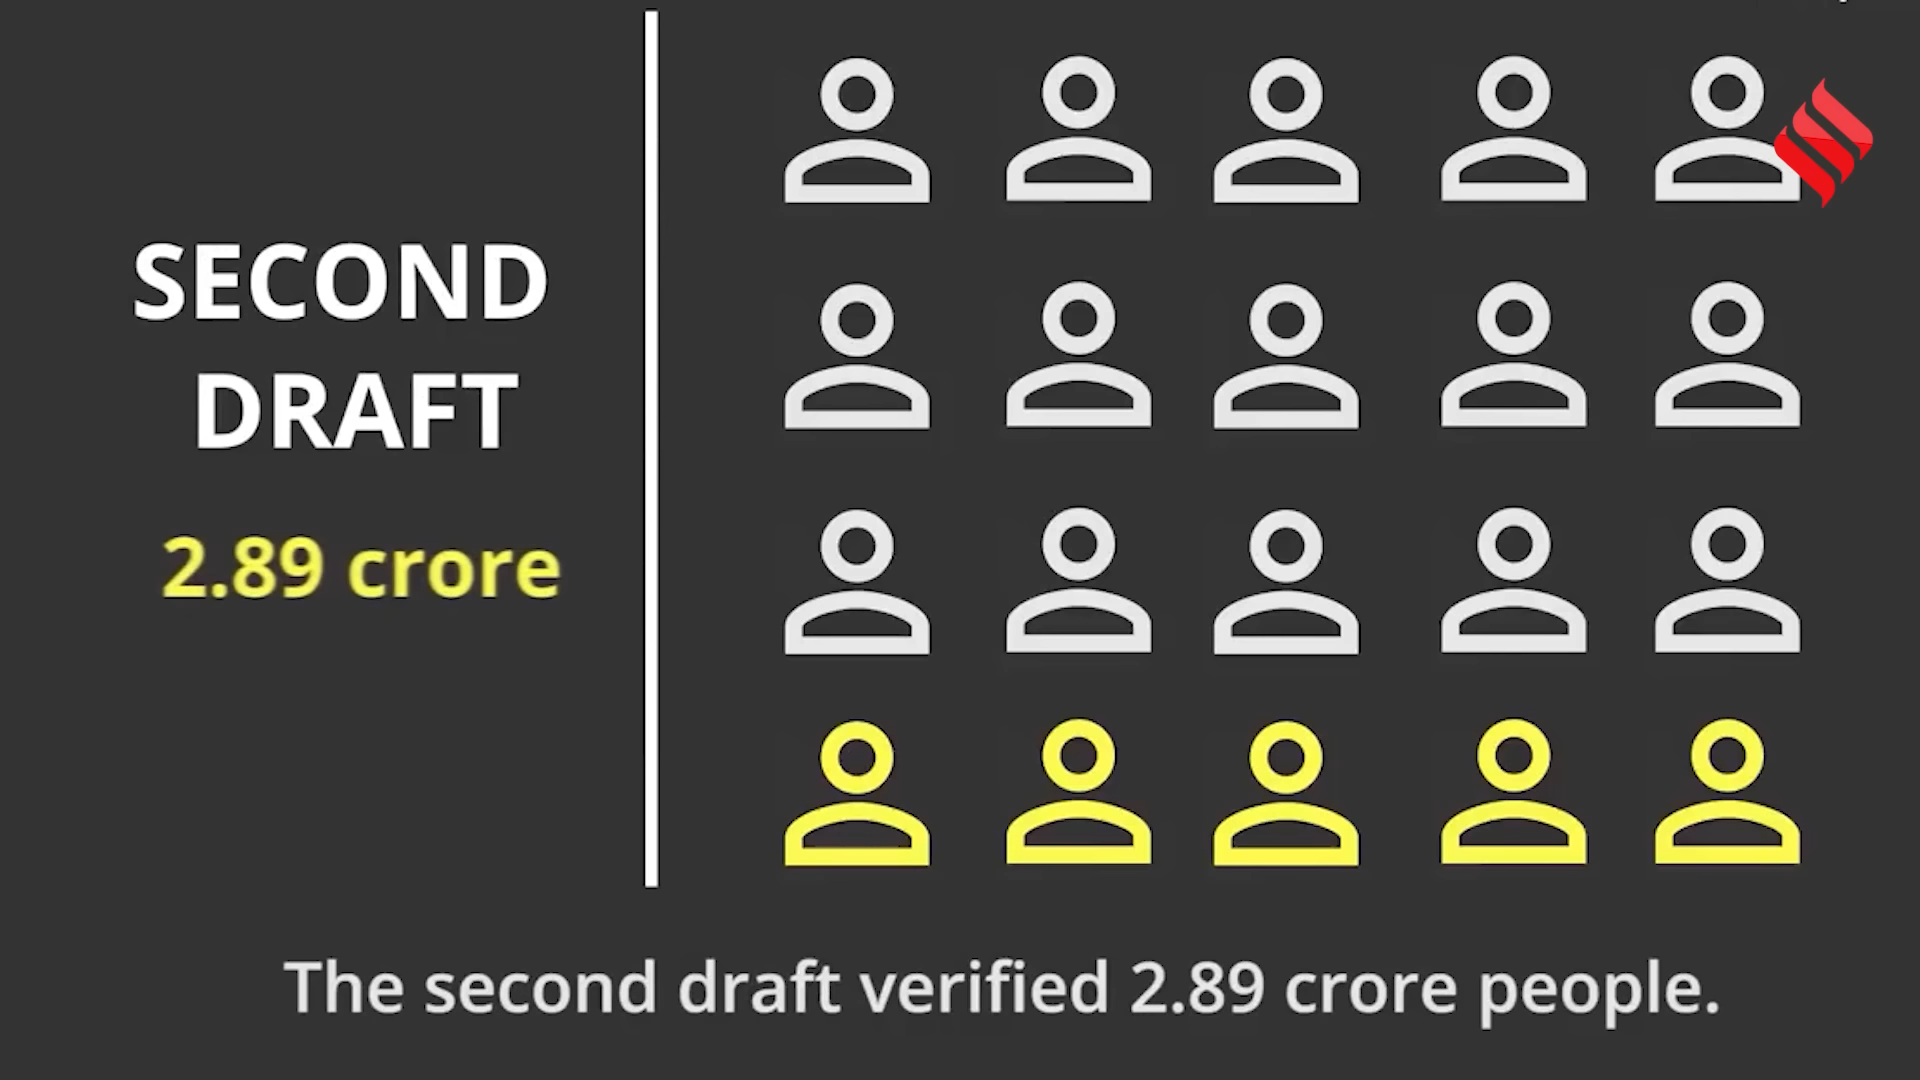 SECOND
DRAFT
2.89 crore
The second draft verified 2.89 crore people.